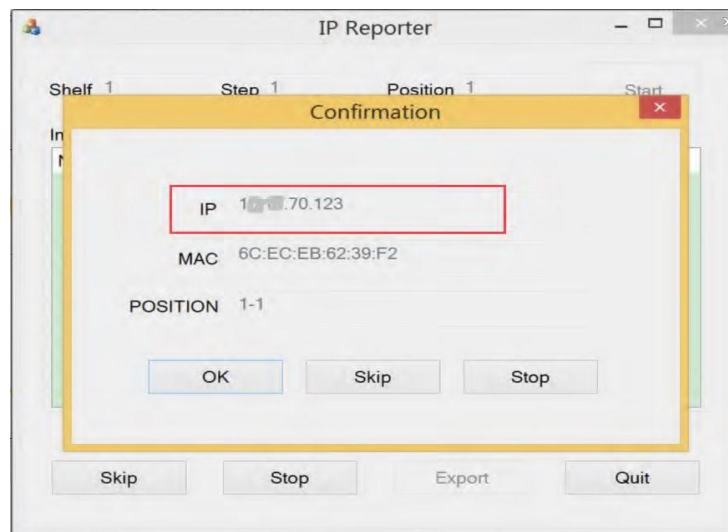 IP Reporter
Shelf 1 Step 1 Position 1 Start
Confirmation
IP .70.123
MAC 6C:EC:EB:62:39:F2
POSITION 1-1
OK Skip Stop
Skip Stop Export Quit